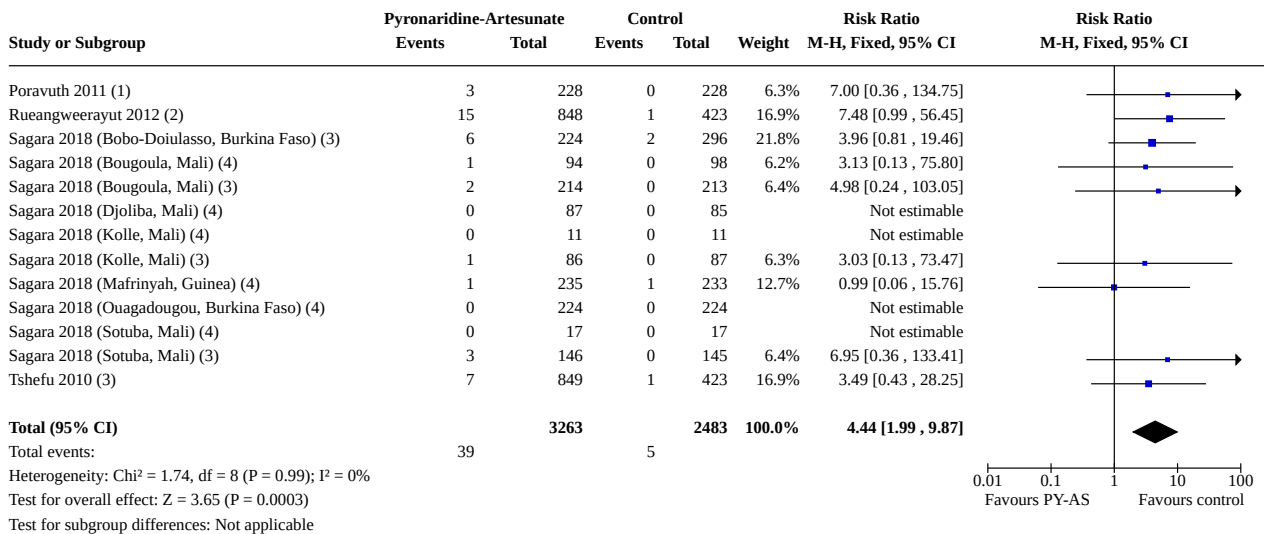 Pyronaridine-Artesunate Control Risk Ratio Risk Ratio
Study or Subgroup Events Total Events Total Weight M-H, Fixed, 95% CI M-H, Fixed, 95% CI
Poravuth 2011 (1) 3 228 0 228 6.3% 7.00 [0.36 , 134.75]
Rueangweerayut 2012 (2) 15 848 1 423 16.9% 7.48 [0.99 , 56.45]
Sagara 2018 (Bobo-Doiulasso, Burkina Faso) (3) 6 224 2 296 21.8% 3.96 [0.81 , 19.46]
Sagara 2018 (Bougoula, Mali) (4) 1 94 0 98 6.2% 3.13 [0.13 , 75.80]
Sagara 2018 (Bougoula, Mali) (3) 2 214 0 213 6.4% 4.98 [0.24 , 103.05]
Sagara 2018 (Djoliba, Mali) (4) 0 87 0 85 Not estimable
Sagara 2018 (Kolle, Mali) (4) 0 11 0 11 Not estimable
Sagara 2018 (Kolle, Mali) (3) 1 86 0 87 6.3% 3.03 [0.13 , 73.47]
Sagara 2018 (Mafrinyah, Guinea) (4) 1 235 1 233 12.7% 0.99 [0.06 , 15.76]
Sagara 2018 (Ouagadougou, Burkina Faso) (4) 0 224 0 224 Not estimable
Sagara 2018 (Sotuba, Mali) (4) 0 17 0 17 Not estimable
Sagara 2018 (Sotuba, Mali) (3) 3 146 0 145 6.4% 6.95 [0.36 , 133.41]
Tshefu 2010 (3) 7 849 1 423 16.9% 3.49 [0.43 , 28.25]
Total (95% CI) 3263 2483 100.0% 4.44 [1.99 , 9.87]
Total events: 39 5
Heterogeneity: Chi² = 1.74, df = 8 (P = 0.99); I² = 0%
Test for overall effect: Z = 3.65 (P = 0.0003)
Test for subgroup differences: Not applicable
0.01 0.1 1 10 100
Favours PY-AS Favours control